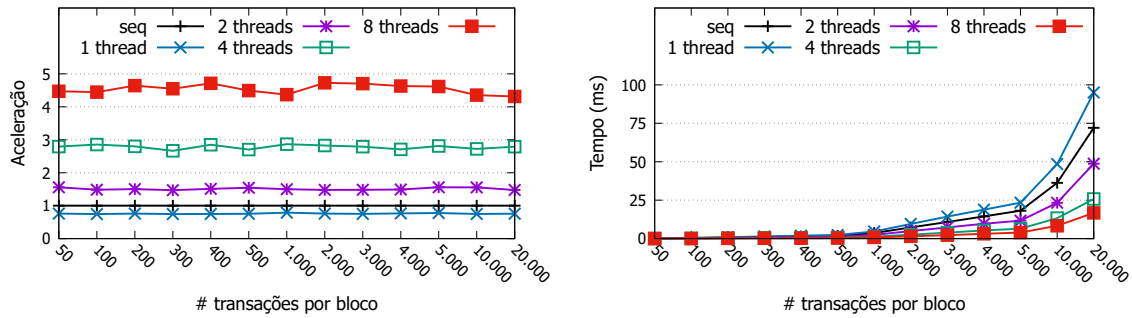 seq 2 threads 8 threads
1 thread 4 threads
Aceleração
5
4
3
2
1
0
50 100 200 300 400 500 1.000 2.000 3.000 4.000 5.000 10.000 20.000
# transações por bloco
seq 2 threads 8 threads
1 thread 4 threads
Tempo (ms)
100
75
50
25
0
50 100 200 300 400 500 1.000 2.000 3.000 4.000 5.000 10.000 20.000
# transações por bloco